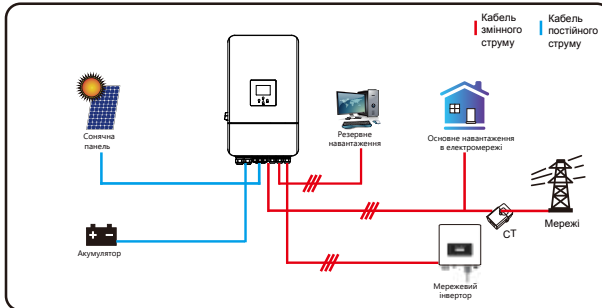 Кабель
змінного
струму
Кабель
постійного
струму
Сонячна
панель
Резервне
навантаження
Основне навантаження
в електромережі
CT
Мережі
Акумулятор
Мережевий
інвертор